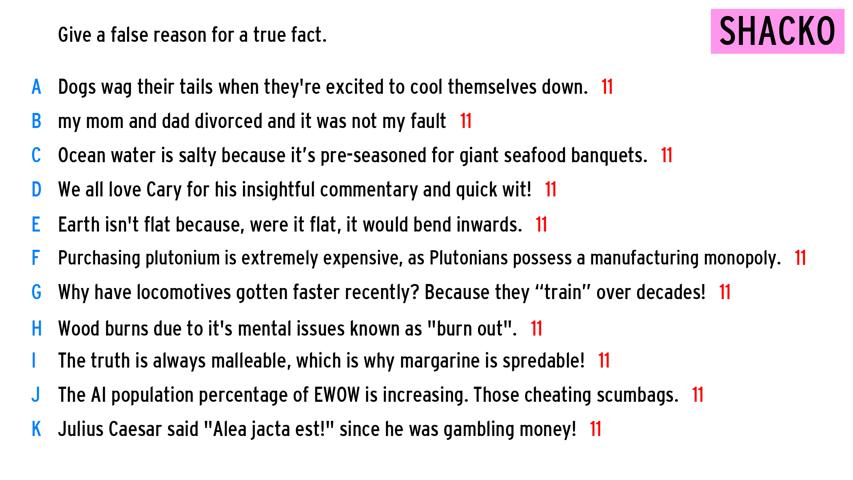 Give a false reason for a true fact.
SHACKO
A Dogs wag their tails when they're excited to cool themselves down. 11
B my mom and dad divorced and it was not my fault 11
C Ocean water is salty because it’s pre-seasoned for giant seafood banquets. 11
D We all love Cary for his insightful commentary and quick wit! 11
E Earth isn't flat because, were it flat, it would bend inwards. 11
F Purchasing plutonium is extremely expensive, as Plutonians possess a manufacturing monopoly. 11
G Why have locomotives gotten faster recently? Because they “train” over decades! 11
H Wood burns due to it's mental issues known as "burn out". 11
I The truth is always malleable, which is why margarine is spredable! 11
J The AI population percentage of EWOW is increasing. Those cheating scumbags. 11
K Julius Caesar said "Alea jacta est!" since he was gambling money! 11